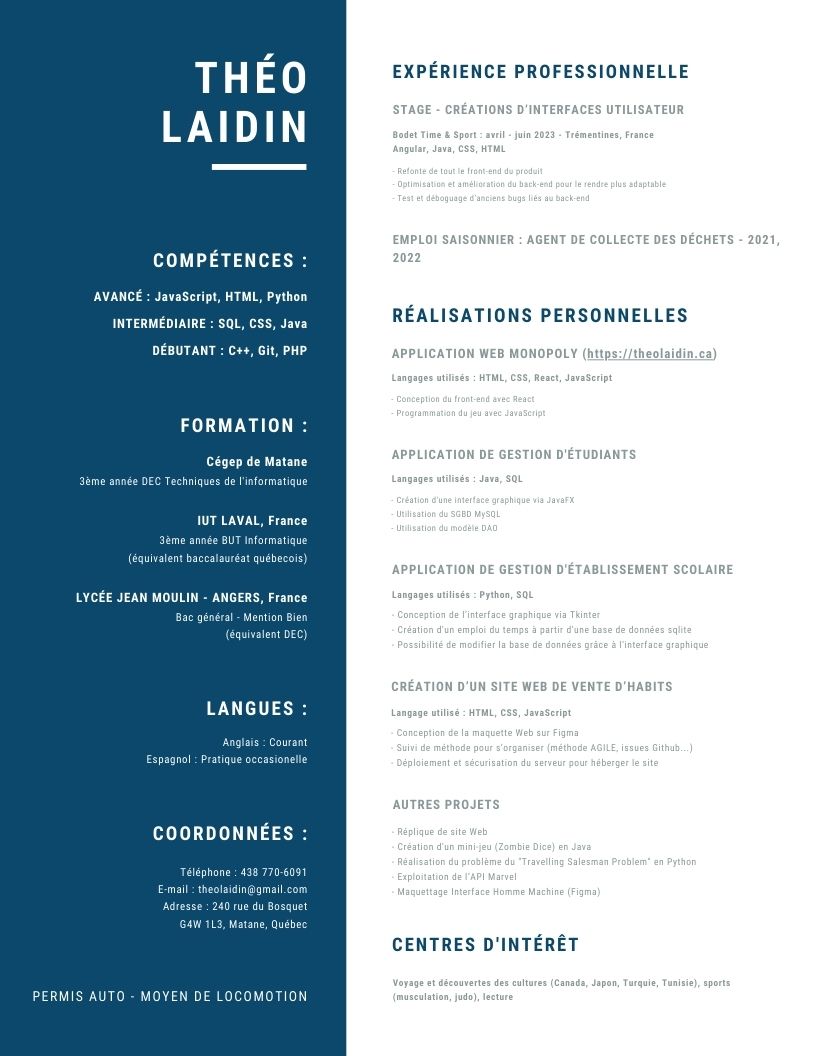 THÉO
LAIDIN
COMPÉTENCES :
AVANCÉ : JavaScript, HTML, Python
INTERMÉDIAIRE : SQL, CSS, Java
DÉBUTANT : C++, Git, PHP
FORMATION :
Cégep de Matane
3ème année DEC Techniques de l'informatique
IUT LAVAL, France
3ème année BUT Informatique
(équivalent baccalauréat québecois)
LYCÉE JEAN MOULIN - ANGERS, France
Bac général - Mention Bien
(équivalent DEC)
LANGUES :
Anglais : Courant
Espagnol : Pratique occasionelle
COORDONNÉES :
Téléphone : 438 770-6091
E-mail : theolaidin@gmail.com
Adresse : 240 rue du Bosquet
G4W 1L3, Matane, Québec
PERMIS AUTO - MOYEN DE LOCOMOTION
EXPÉRIENCE PROFESSIONNELLE
STAGE - CRÉATIONS D'INTERFACES UTILISATEUR
Bodet Time & Sport : avril - juin 2023 - Trémentines, France
Angular, Java, CSS, HTML
- Refonte de tout le front-end du produit
- Optimisation et amélioration du back-end pour le rendre plus adaptable
- Test et déboguage d'anciens bugs liés au back-end
EMPLOI SAISONNIER : AGENT DE COLLECTE DES DÉCHETS - 2021,
2022
RÉALISATIONS PERSONNELLES
APPLICATION WEB MONOPOLY (https://theolaidin.ca)
Langages utilisés : HTML, CSS, React, JavaScript
- Conception du front-end avec React
- Programmation du jeu avec JavaScript
APPLICATION DE GESTION D'ÉTUDIANTS
Langages utilisés : Java, SQL
- Création d'une interface graphique via JavaFX
- Utilisation du SGBD MySQL
- Utilisation du modèle DAO
APPLICATION DE GESTION D'ÉTABLISSEMENT SCOLAIRE
Langages utilisés : Python, SQL
- Conception de l'interface graphique via Tkinter
- Création d'un emploi du temps à partir d'une base de données sqlite
- Possibilité de modifier la base de données grâce à l'interface graphique
CRÉATION D'UN SITE WEB DE VENTE D'HABITS
Langage utilisé : HTML, CSS, JavaScript
- Conception de la maquette Web sur Figma
- Suivi de méthode pour s'organiser (méthode AGILE, issues Github...)
- Déploiement et sécurisation du serveur pour héberger le site
AUTRES PROJETS
- Réplique de site Web
- Création d'un mini-jeu (Zombie Dice) en Java
- Réalisation du problème du "Travelling Salesman Problem" en Python
- Exploitation de l'API Marvel
- Maquettage Interface Homme Machine (Figma)
CENTRES D'INTÉRÊT
Voyage et découvertes des cultures (Canada, Japon, Turquie, Tunisie), sports
(musculation, judo), lecture